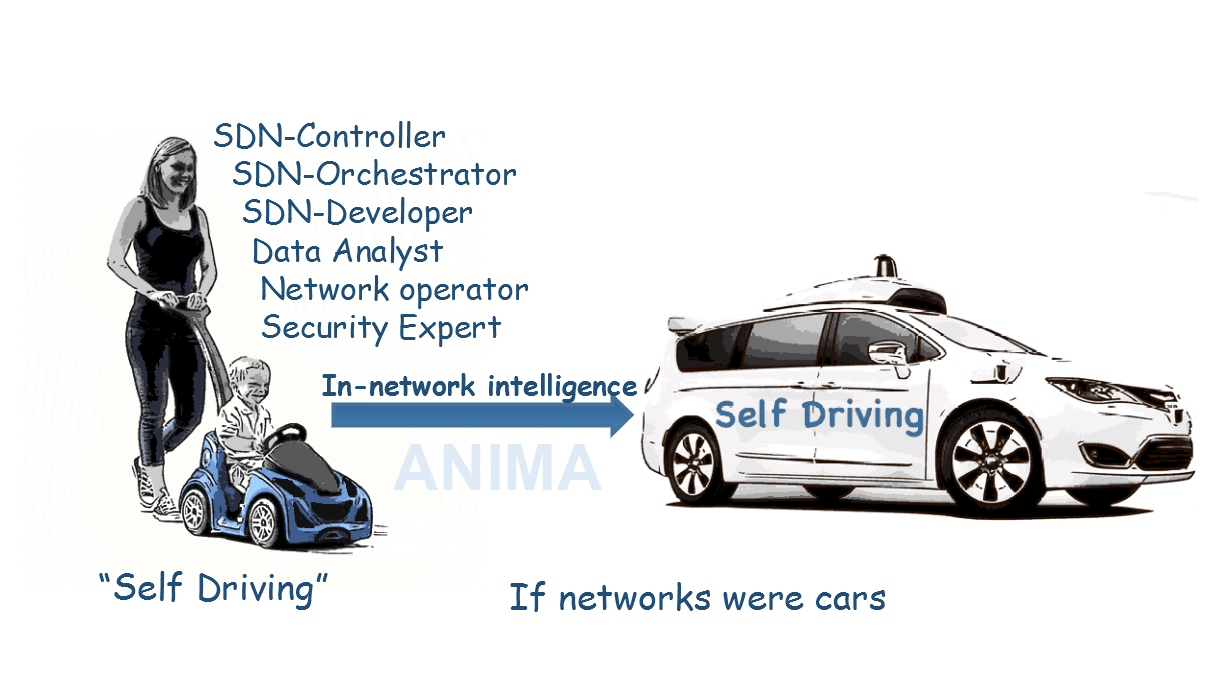 SDN-Controller
SDN-Orchestrator
SDN-Developer
Data Analyst
Network operator
Security Expert
In-network intelligence
ANIMA
Self Driving
“Self Driving”
If networks were cars